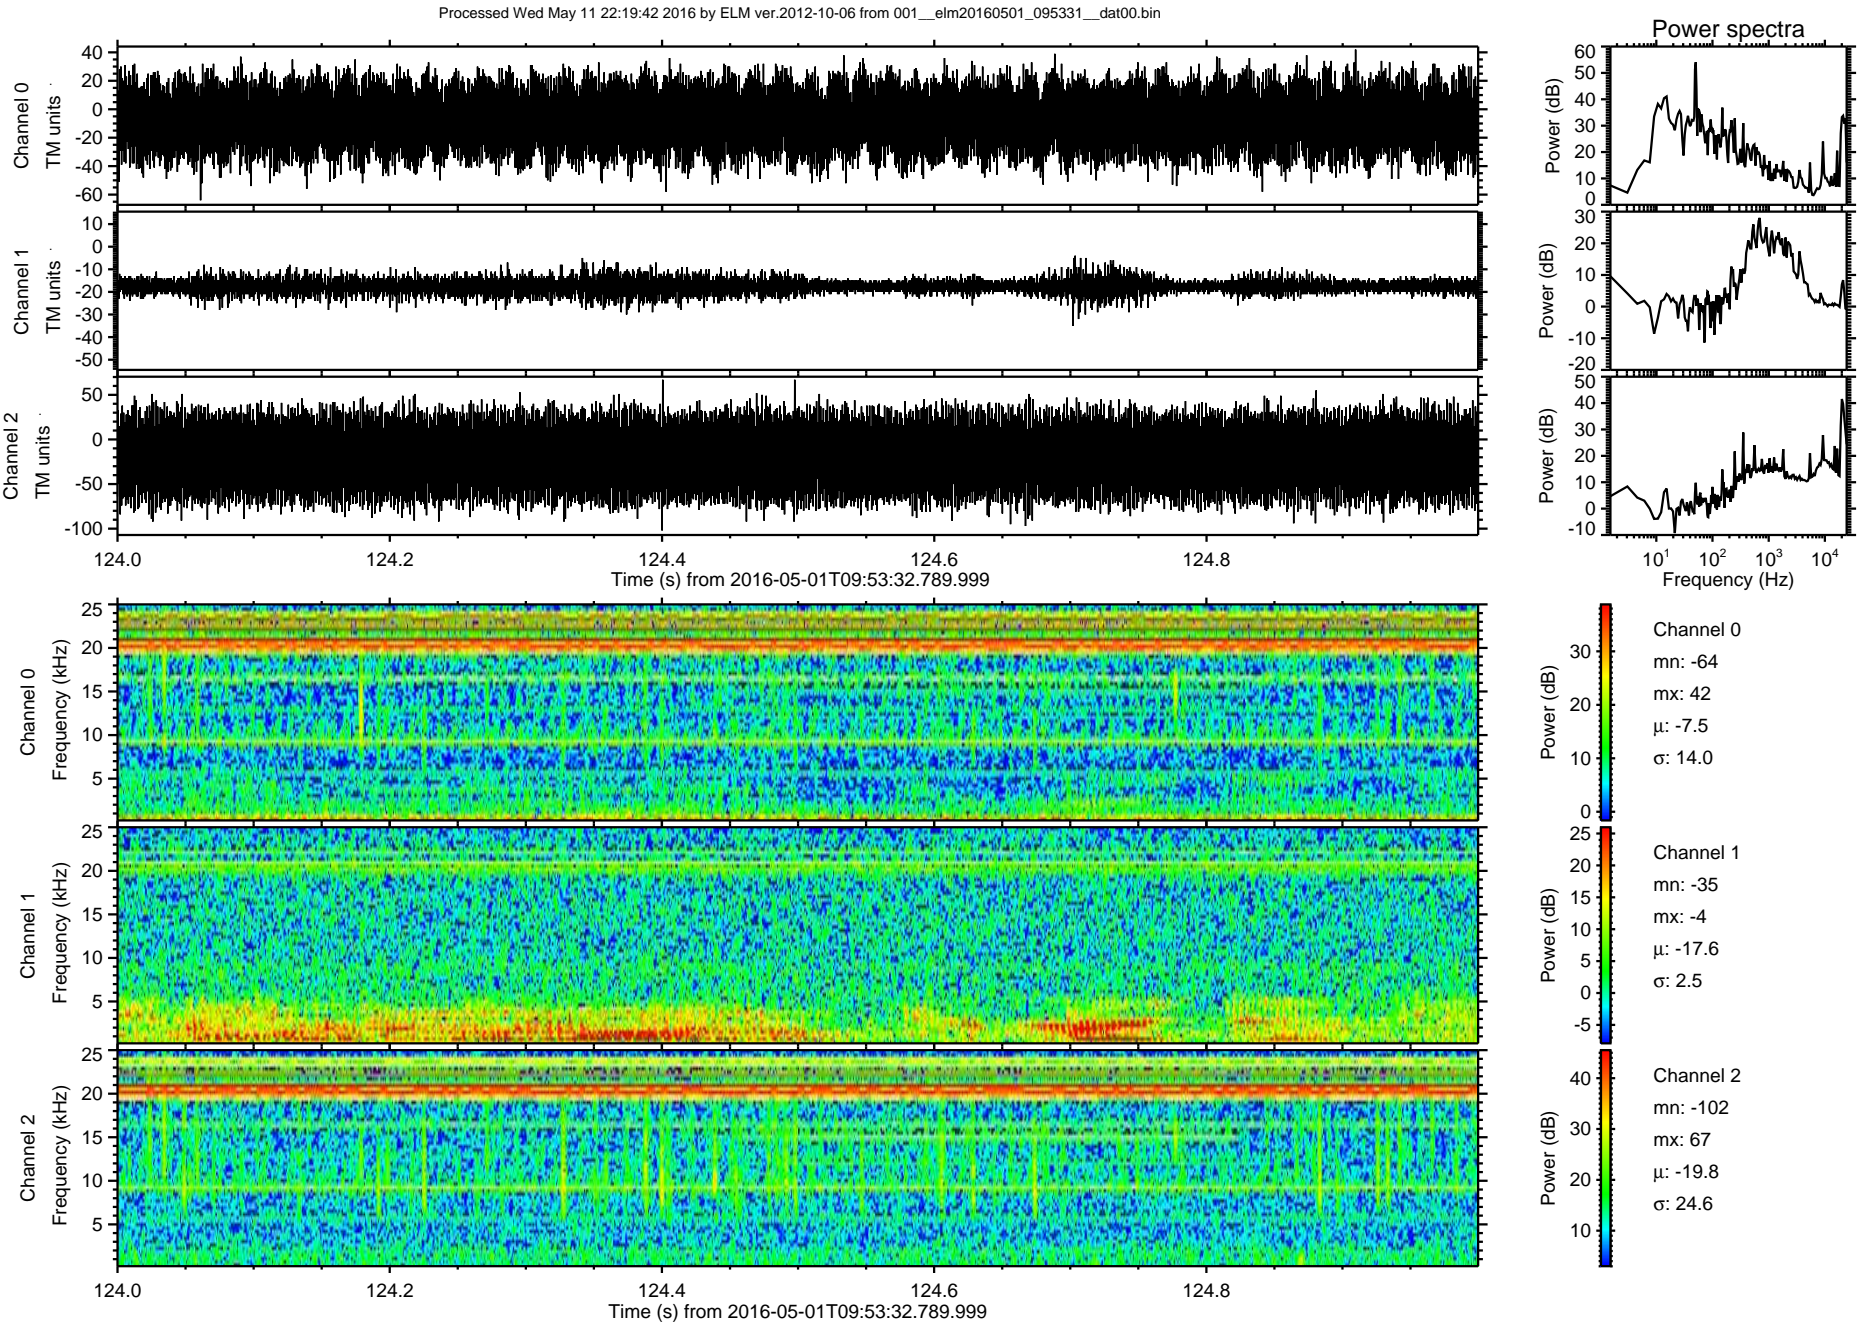 Processed Wed May 11 22:19:42 2016 by ELM ver.2012-10-06 from 001__elm20160501_095331__dat00.bin
Power spectra
Channel 0
TM units
40
20
0
-20
-40
-60
Power (dB)
60
50
40
30
20
10
0
Channel 1
TM units
10
0
-10
-20
-30
-40
-50
Power (dB)
30
20
10
0
-10
-20
Channel 2
TM units
50
0
-50
-100
Power (dB)
50
40
30
20
10
0
-10
124.0 124.2 124.4 124.6 124.8
Time (s) from 2016-05-01T09:53:32.789.999
10¹ 10² 10³ 10⁴
Frequency (Hz)
Channel 0
Frequency (kHz)
25
20
15
10
5
Power (dB)
30
20
10
0
Channel 0
mn: -64
mx: 42
μ: -7.5
σ: 14.0
Channel 1
Frequency (kHz)
25
20
15
10
5
Power (dB)
25
20
15
10
5
0
-5
Channel 1
mn: -35
mx: -4
μ: -17.6
σ: 2.5
Channel 2
Frequency (kHz)
25
20
15
10
5
Power (dB)
40
30
20
10
Channel 2
mn: -102
mx: 67
μ: -19.8
σ: 24.6
124.0 124.2 124.4 124.6 124.8
Time (s) from 2016-05-01T09:53:32.789.999